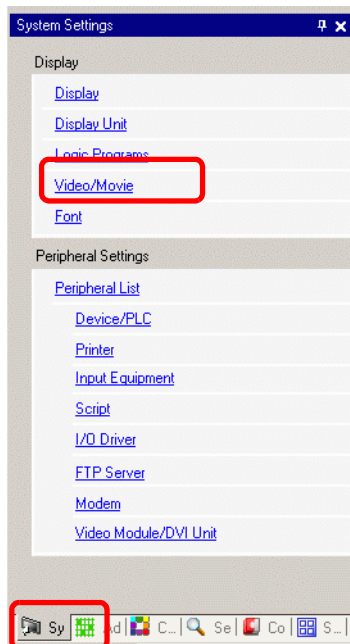 System Settings
Display
Display
Display Unit
Logic Programs
Video/Movie
Font
Peripheral Settings
Peripheral List
Device/PLC
Printer
Input Equipment
Script
I/O Driver
FTP Server
Modem
Video Module/DVI Unit
Sy Ad C... Se Co S...